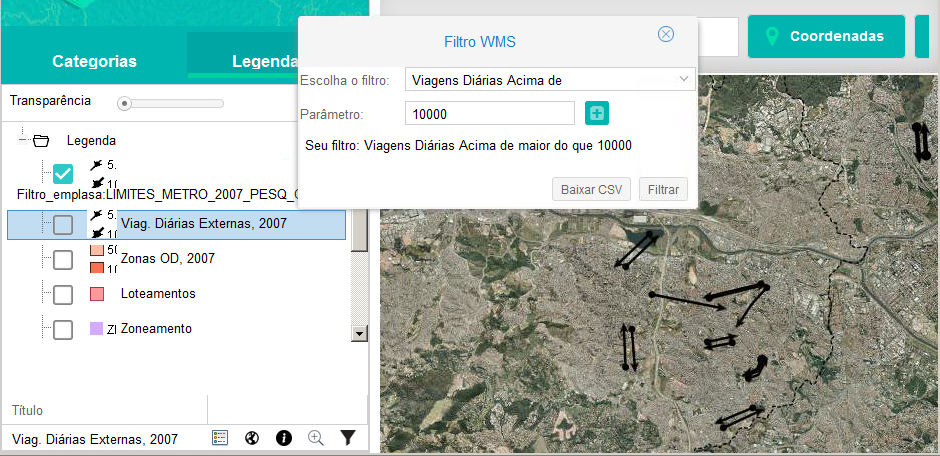 Categorias
Legenda
Filtro WMS
Coordenadas
Escolha o filtro:
Viagens Diárias Acima de
Parâmetro:
10000
Seu filtro: Viagens Diárias Acima de maior do que 10000
Baixar CSV
Filtrar
Transparência
Legenda
5.
10
Filtro_emplasa:LIMITES_METRO_2007_PESQ_
5.
10
Viag. Diárias Externas, 2007
50
10
Zonas OD, 2007
Loteamentos
Zoneamento
Título
Viag. Diárias Externas, 2007